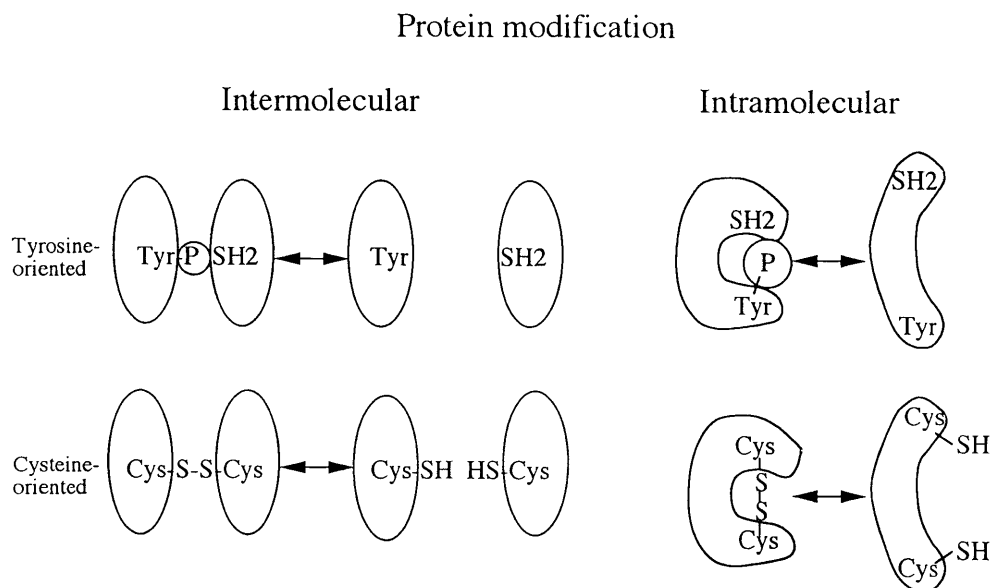 Protein modification
Intermolecular
Intramolecular
Tyrosine-
oriented
Tyr-P SH2
Tyr
SH2
SH2
P
Tyr
SH2
Tyr
Cysteine-
oriented
Cys-S-S-Cys
Cys-SH
HS-Cys
Cys
S
S
Cys
Cys
SH
SH
Cys